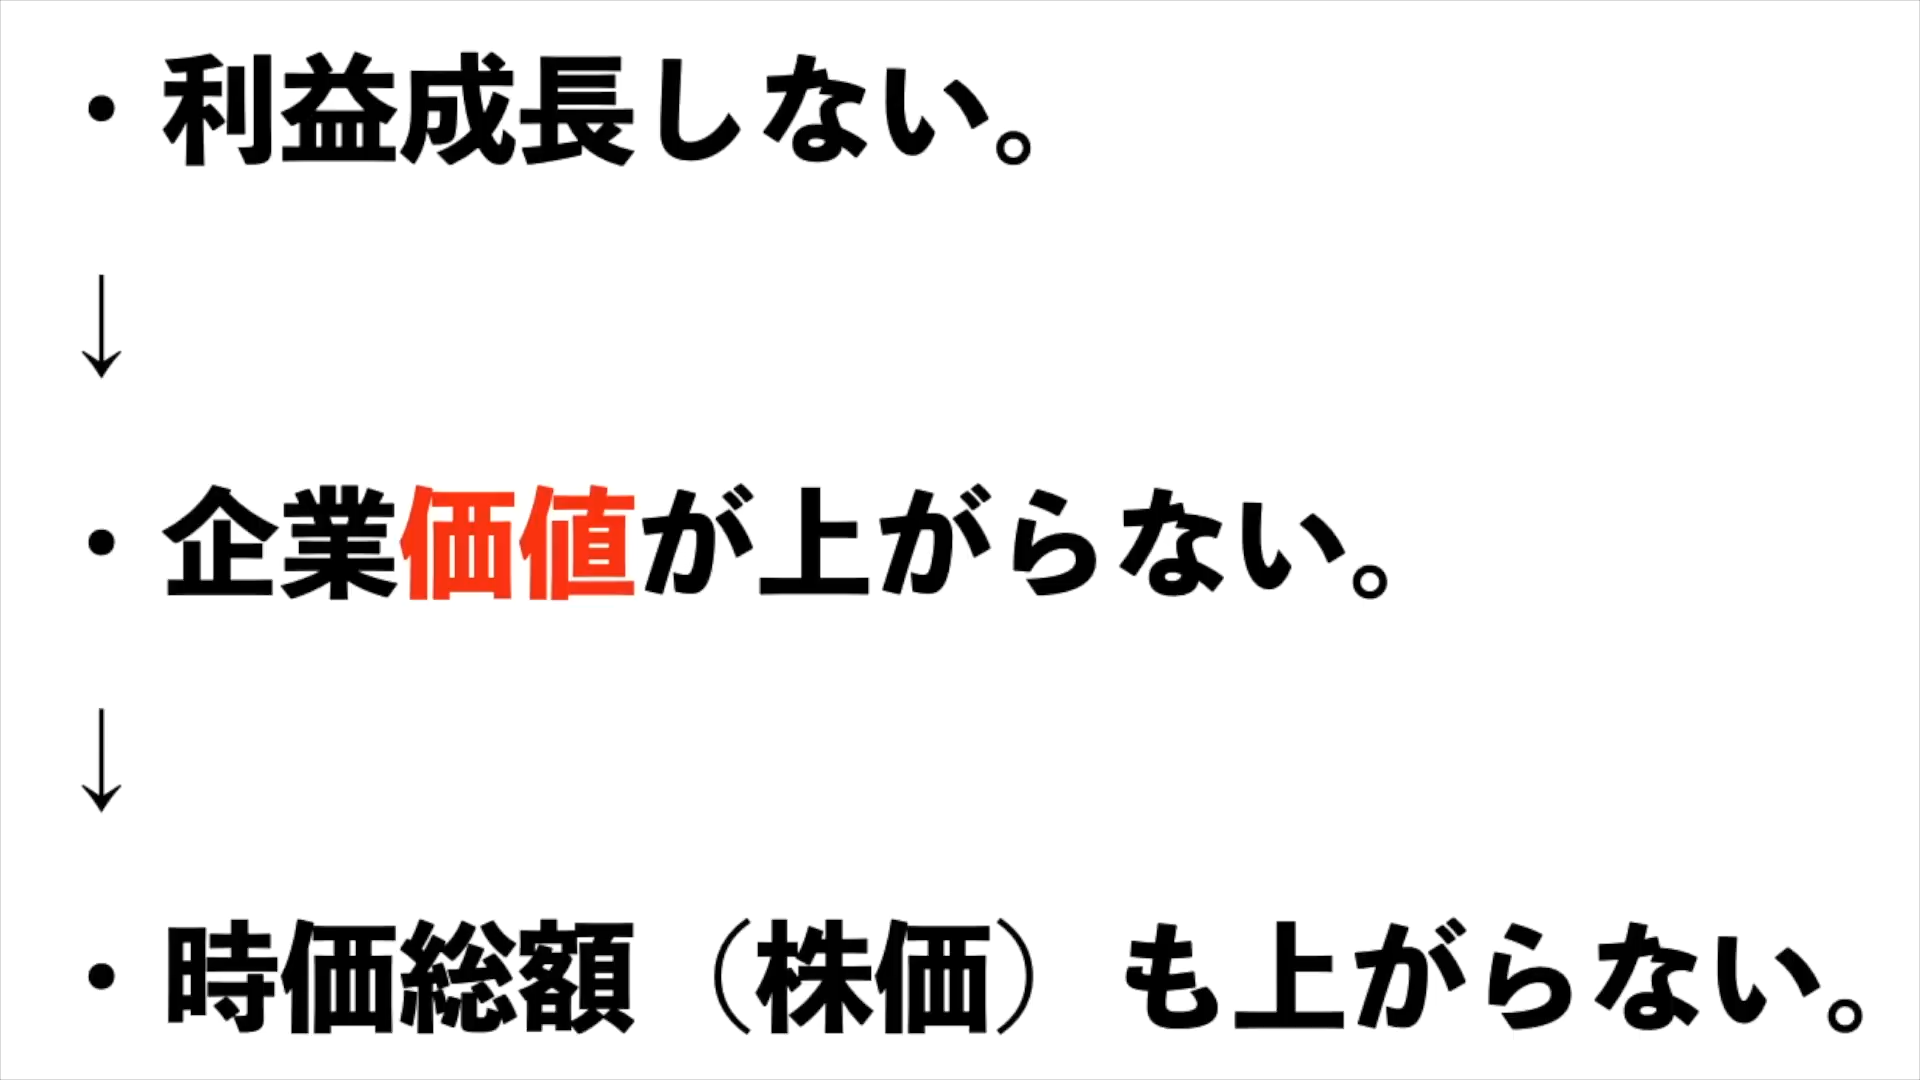 ・利益成長しない。
↓
・企業価値が上がらない。
↓
・時価総額（株価）も上がらない。